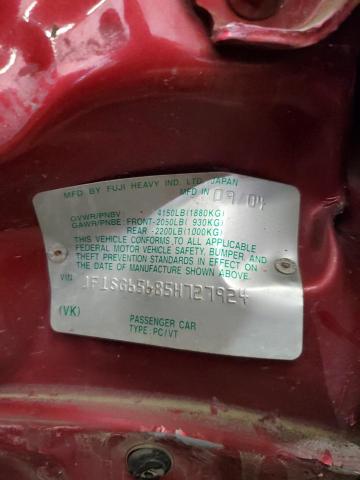 MFD BY FUJI HEAVY IND. LTD. JAPAN
MFD IN 09/04
GVWR/PNBV 4150LB(1880KG)
GAWR/PNBE: FRONT-2050LB( 930KG)
REAR -2200LB(1000KG)
THIS VEHICLE CONFORMS TO ALL APPLICABLE
FEDERAL MOTOR VEHICLE SAFETY, BUMPER, AND
THEFT PREVENTION STANDARDS IN EFFECT ON
THE DATE OF MANUFACTURE SHOWN ABOVE.
VIN: JF1SG65685H727924
(VK)
PASSENGER CAR
TYPE: PC/VT